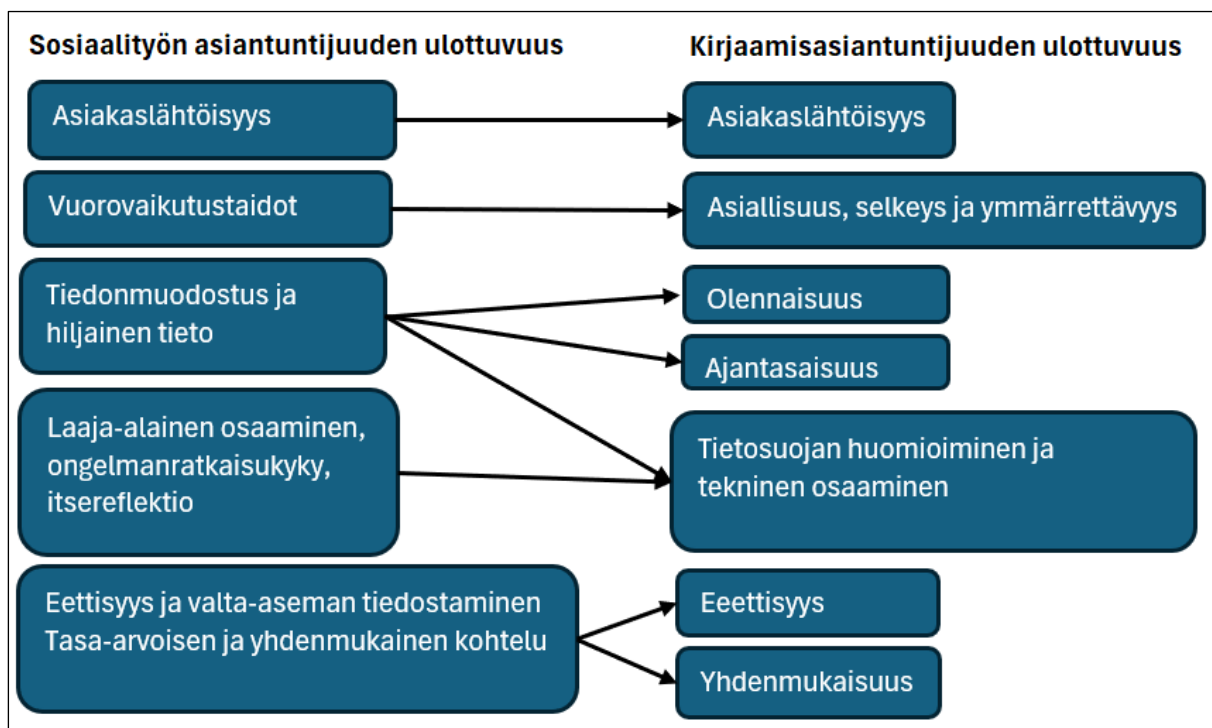 Sosiaalityön asiantuntijuuden ulottuvuus
Kirjaamisasiantuntijuuden ulottuvuus
Asiakaslähtöisyys
Asiakaslähtöisyys
Vuorovaikutustaidot
Asiallisuus, selkeys ja ymmärrettävyys
Tiedonmuodostus ja
hiljainen tieto
Olennaisuus
Ajantasaisuus
Laaja-alainen osaaminen,
ongelmanratkaisukyky,
itsereflektio
Tietosuojan huomioiminen ja
tekninen osaaminen
Eettisyys ja valta-aseman tiedostaminen
Tasa-arvoisen ja yhdenmukainen kohtelu
Eeettisyys
Yhdenmukaisuus